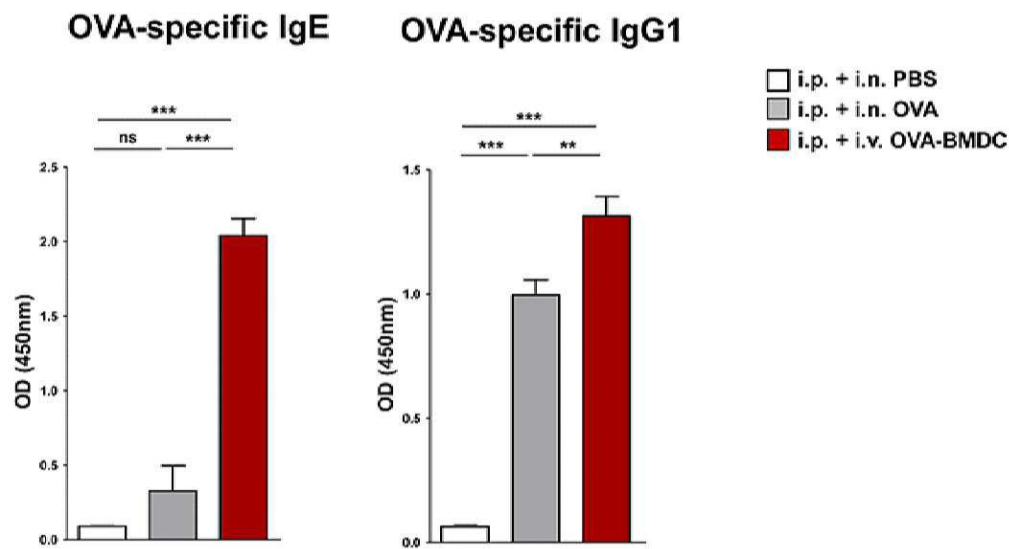 OVA-specific IgE
OVA-specific IgG1
i.p. + i.n. PBS
i.p. + i.n. OVA
i.p. + i.v. OVA-BMDC
***
ns
***
2.5
2.0
1.5
1.0
0.5
0.0
OD (450nm)
***
***
**
1.5
1.0
0.5
0.0
OD (450nm)